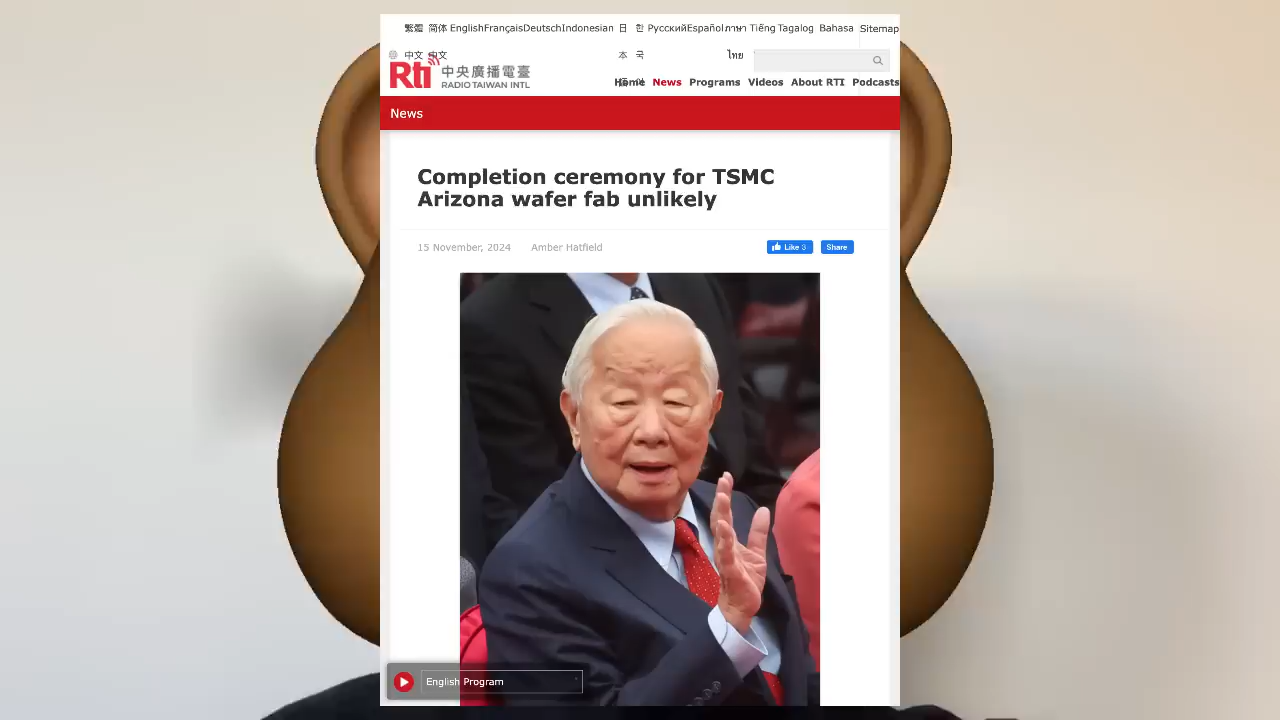 繁體 简体 English Français Deutsch Indonesian 日 한 Русский Español ภาษา Tiếng Tagalog Bahasa Sitemap
中文 中文 本 국 ไทย
Rti 中央廣播電臺
RADIO TAIWAN INTL
Home News Programs Videos About RTI Podcasts
News
Completion ceremony for TSMC
Arizona wafer fab unlikely
15 November, 2024 Amber Hatfield Like 3 Share
English Program